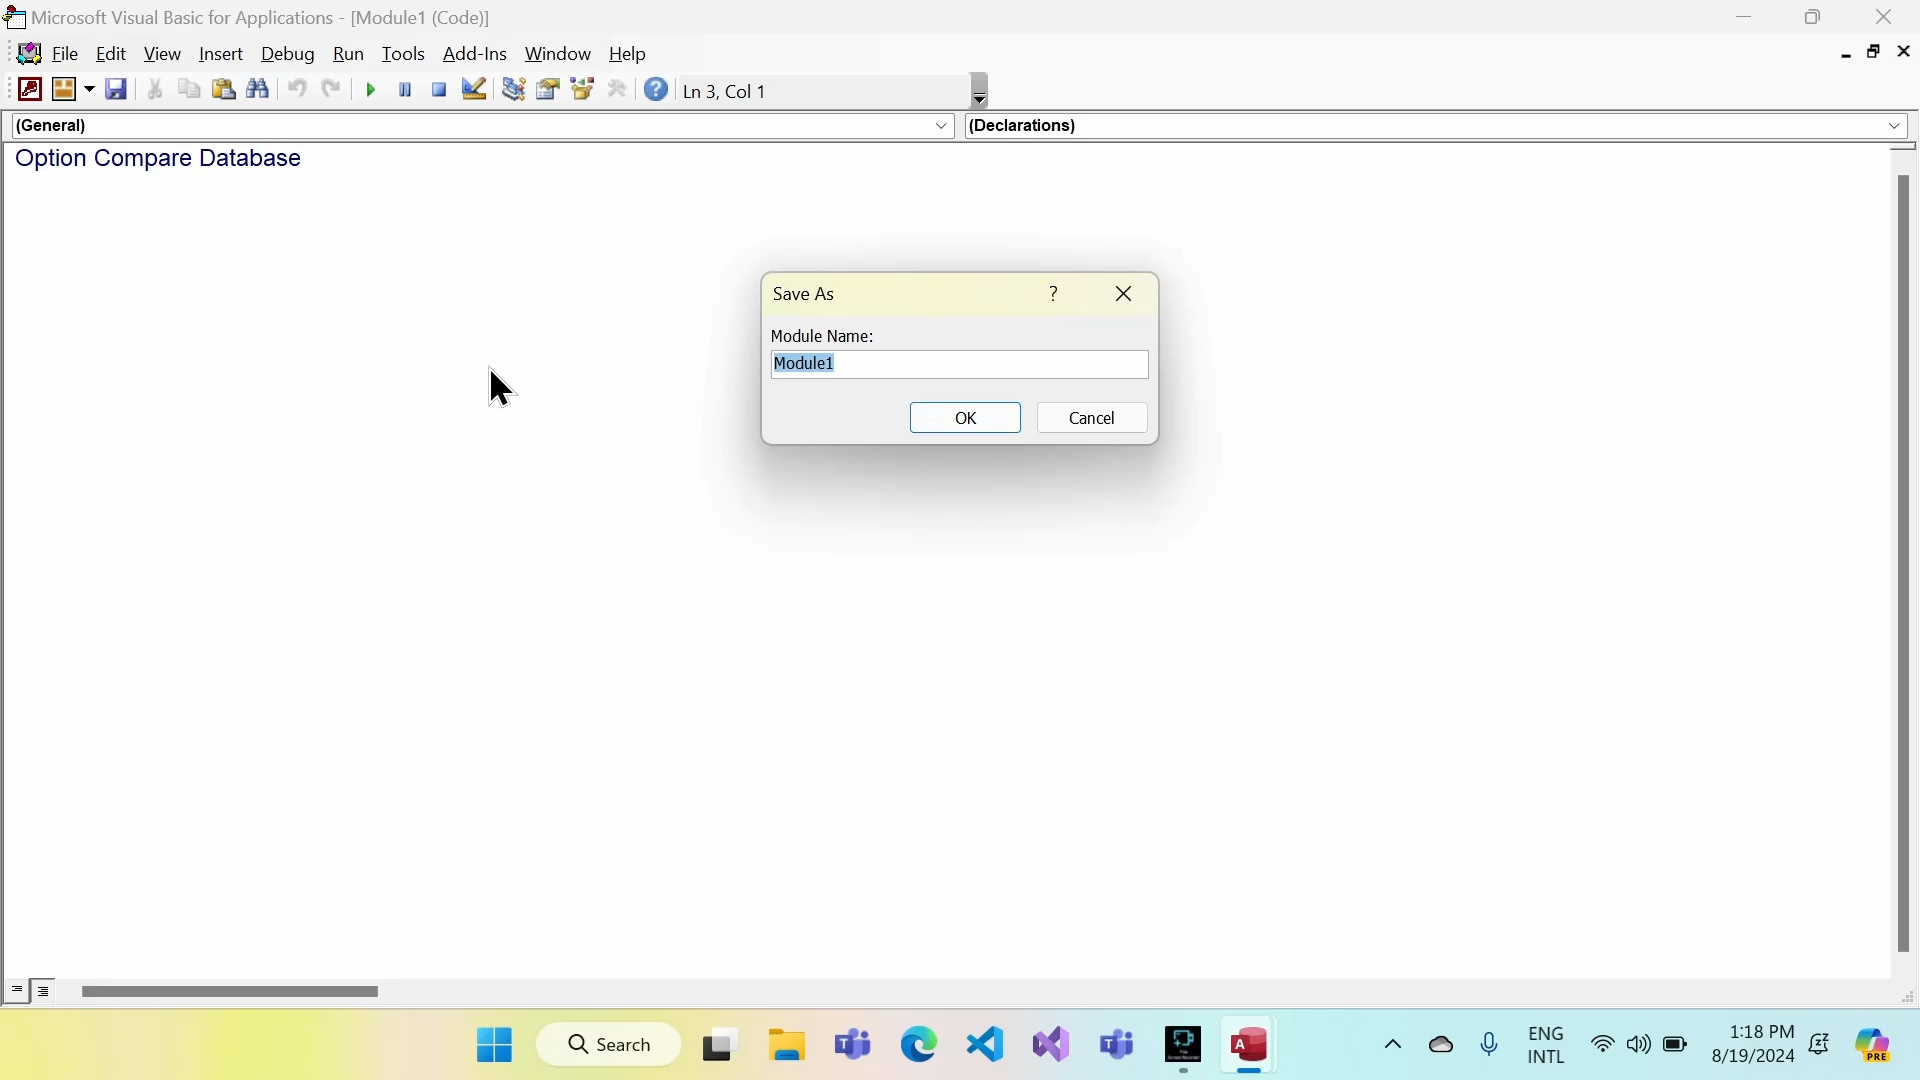 Microsoft Visual Basic for Applications - [Module1 (Code)]
File Edit View Insert Debug Run Tools Add-Ins Window Help
Ln 3, Col 1
(General) (Declarations)
Option Compare Database
Save As
Module Name:
Module1
OK Cancel
Search
ENG
INTL
1:18 PM
8/19/2024
PRE